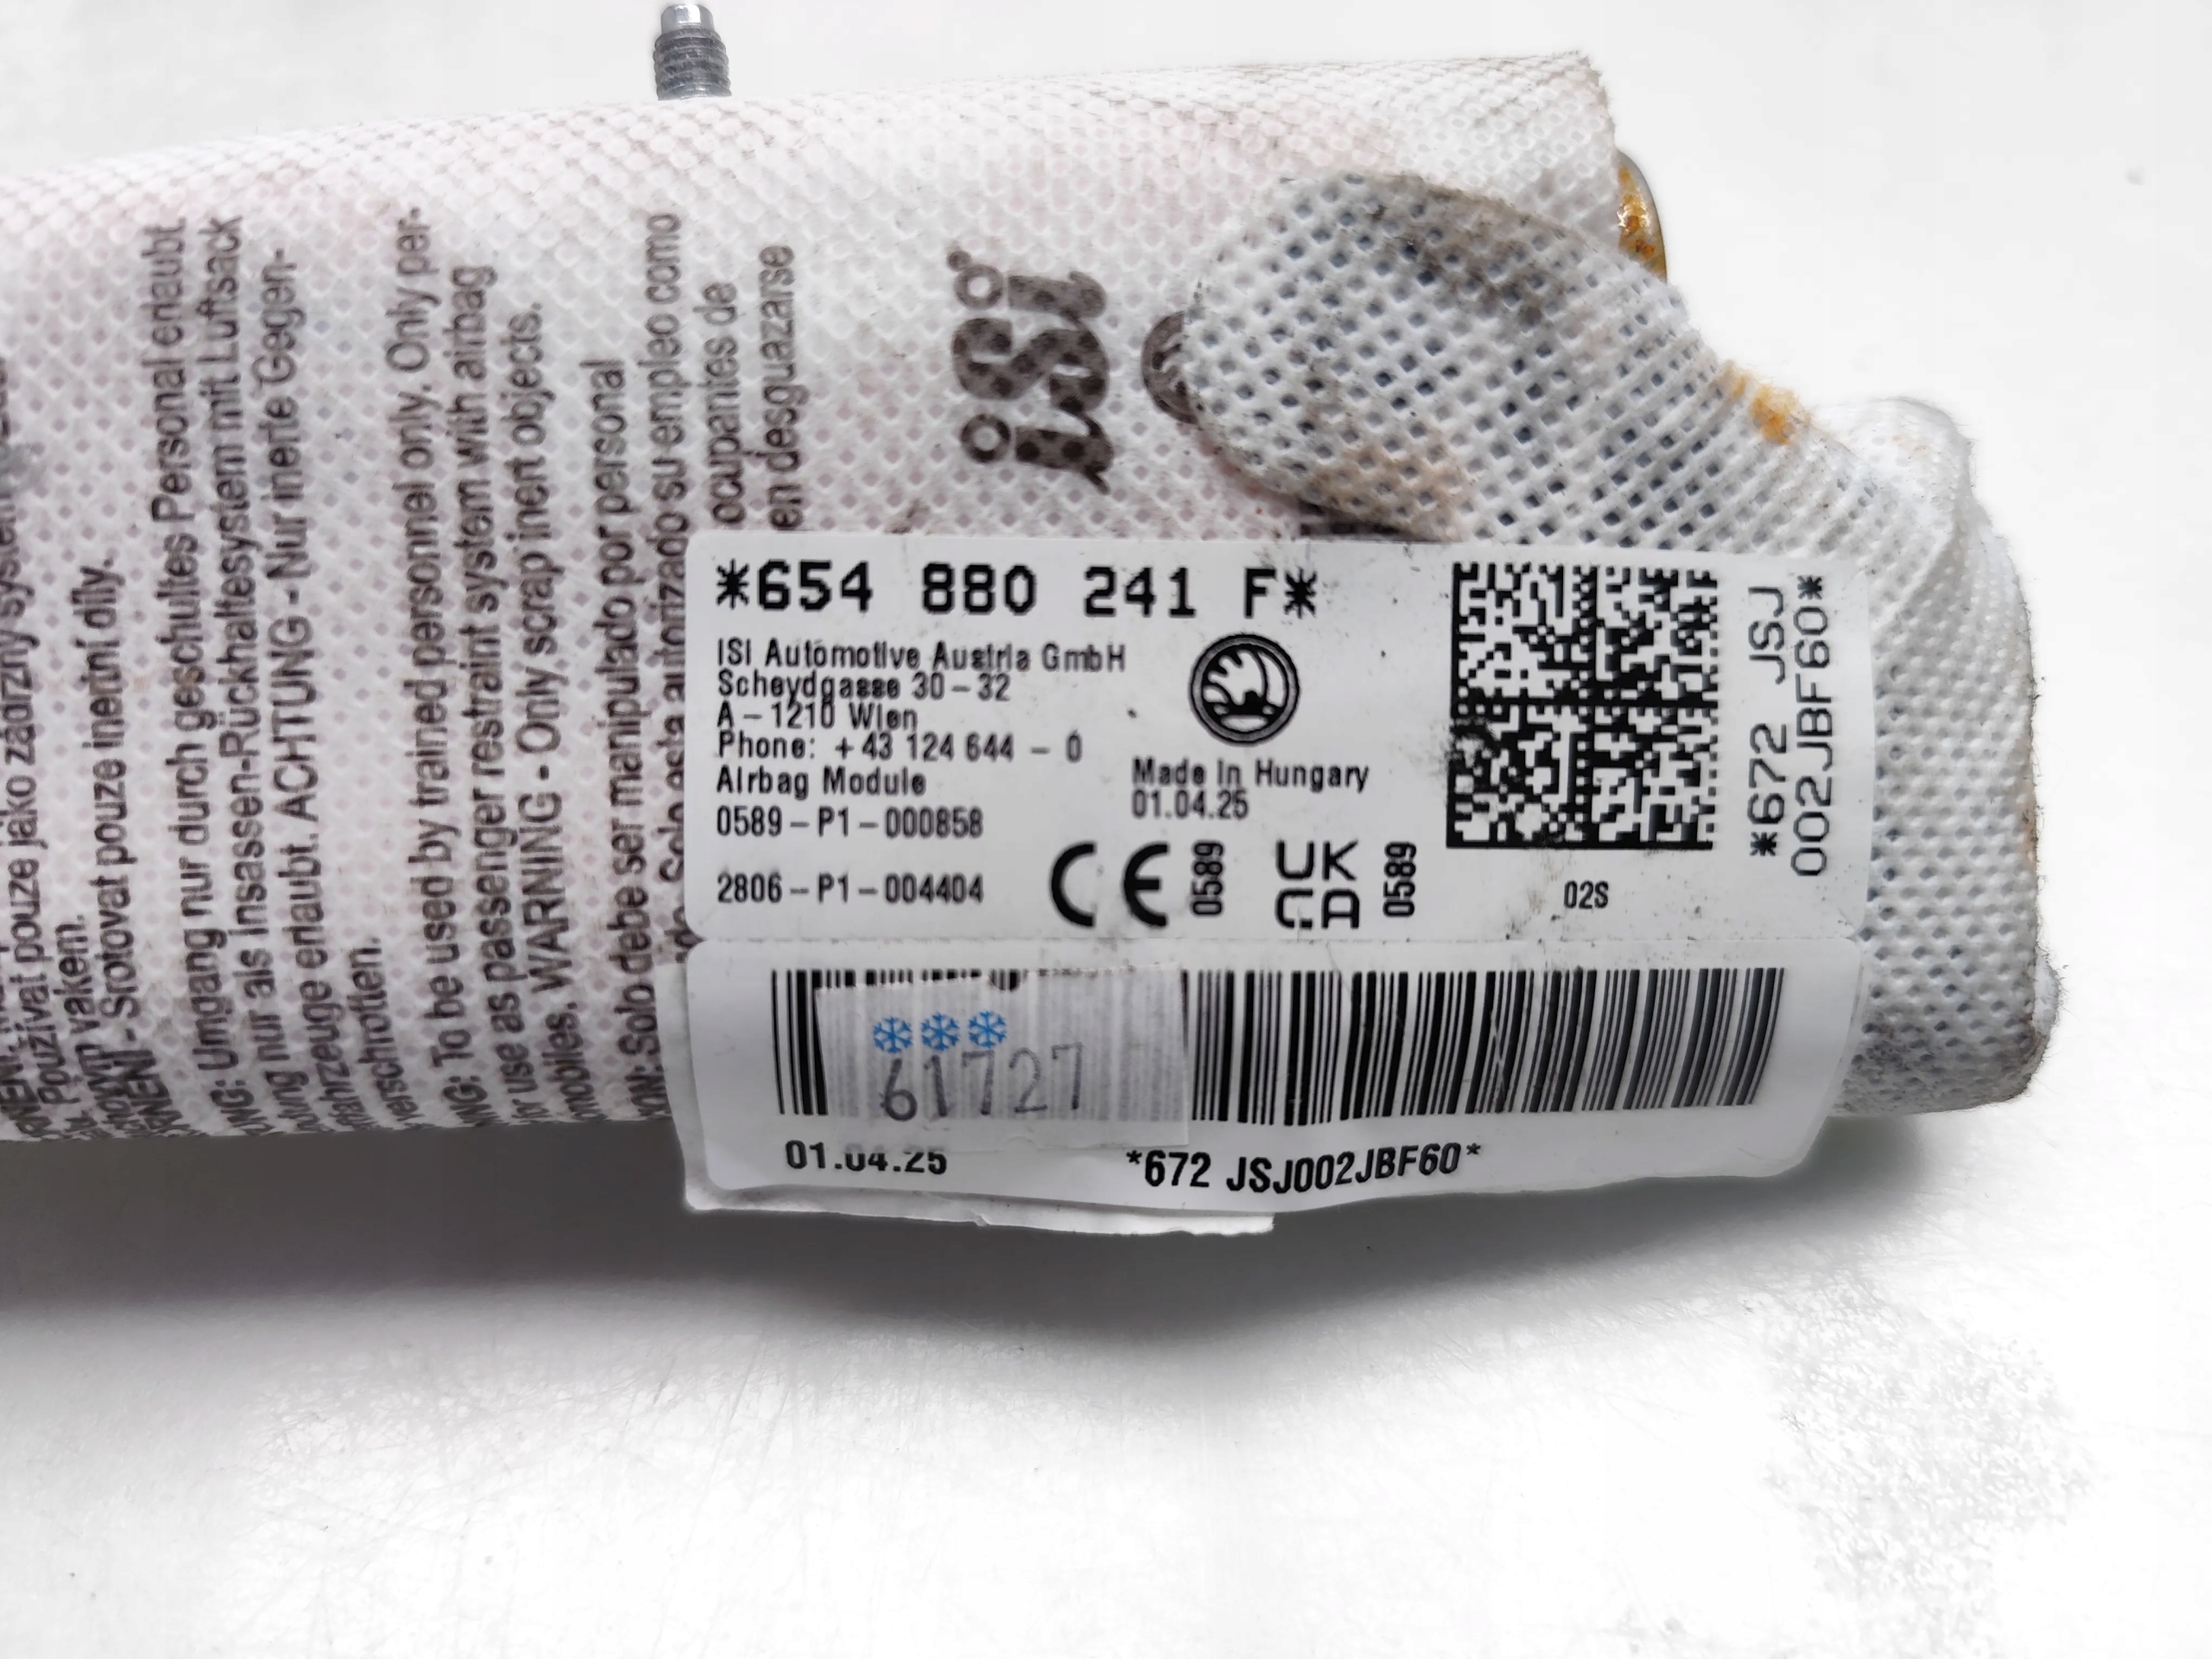 *654 880 241 F*
iSi Automotive Austria GmbH
Scheydgasse 30-32
A-1210 Wien
Phone: +43 124 644 - 0
Airbag Module
0589-P1-000858
2806-P1-004404
Made in Hungary
01.04.25
CE 0589
UK CA 0589
02S
*672 JSJ
002JBF60*
61727
01.04.25
*672 JSJ002JBF60*
iSi
Používat pouze jako zádržný
vakem.
- Šrotovat pouze inertní díly.
Umgang nur durch geschultes Personal erlaubt.
nur als Insassen-Rückhaltesystem mit Luftsack
erlaubt. ACHTUNG - Nur inerte Gegen-
verschrotten.
To be used by trained personnel only. Only per-
use as passenger restraint system with airbag
WARNING - Only scrap inert objects.
Solo debe ser manipulado por personal
Solo esta autorizado su empleo como
ocupantes de
en desguazarse